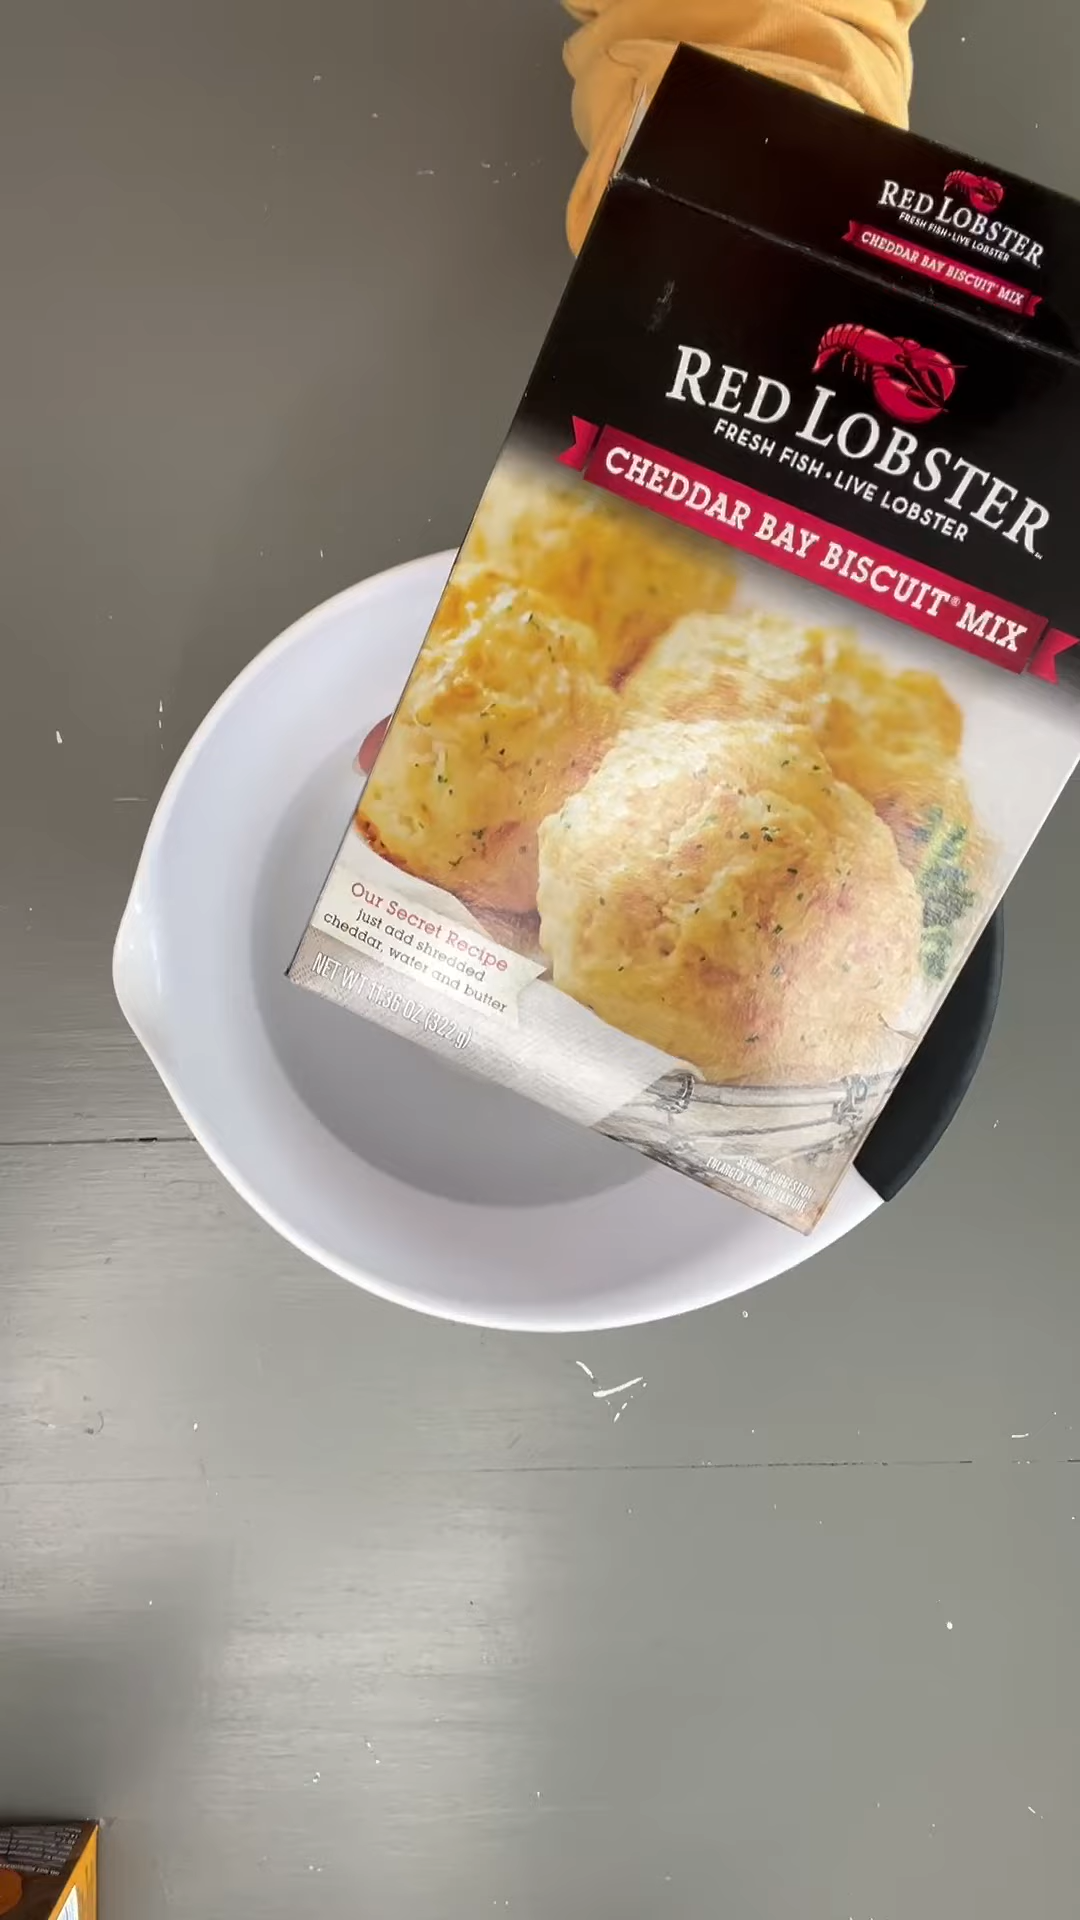 RED LOBSTER
FRESH FISH • LIVE LOBSTER
CHEDDAR BAY BISCUIT® MIX
RED LOBSTER
FRESH FISH • LIVE LOBSTER
CHEDDAR BAY BISCUIT® MIX
Our Secret Recipe
just add shredded
cheddar, water and butter
NET WT 11.36 OZ (322 g)
SERVING SUGGESTION
ENLARGED TO SHOW TEXTURE